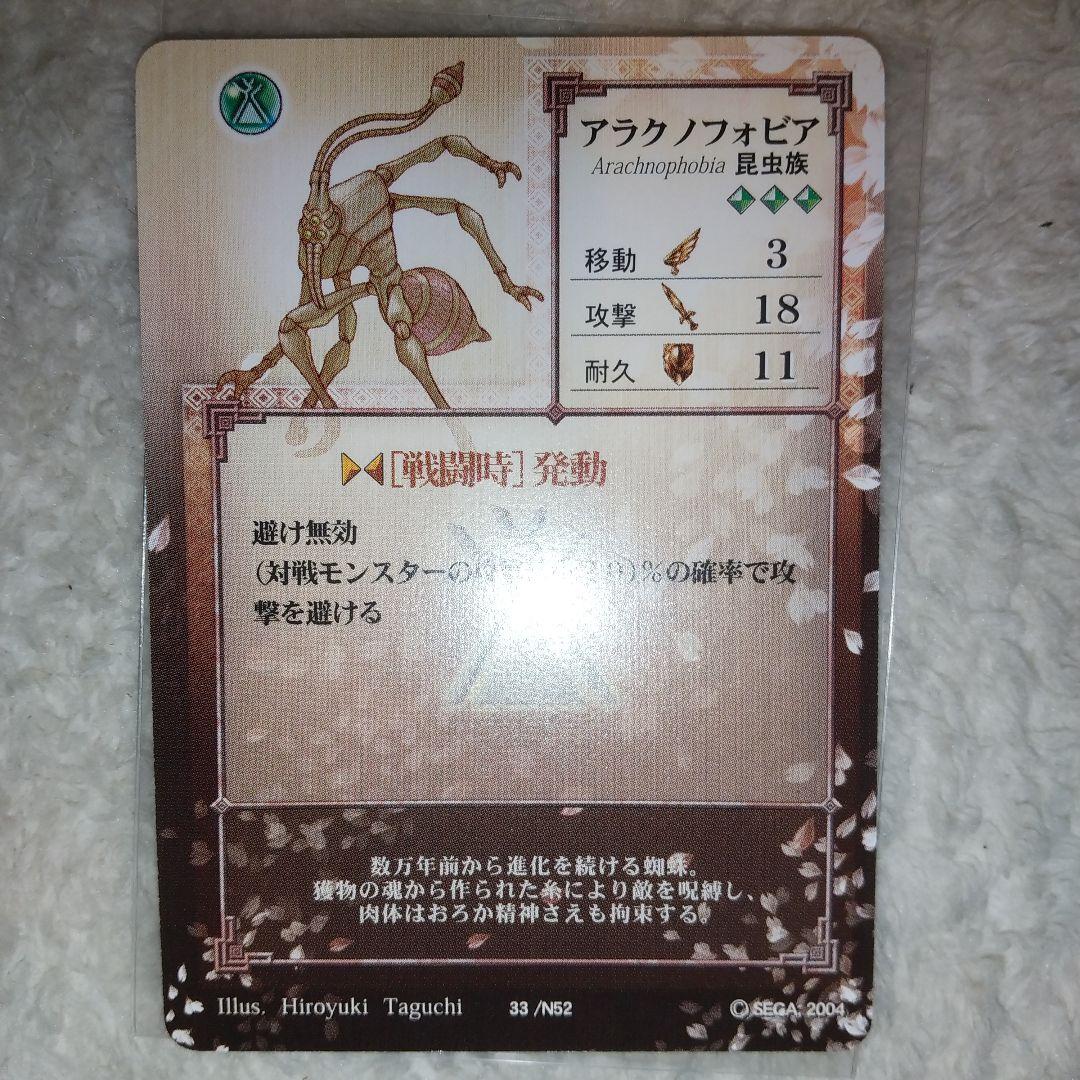 アラクノフォビア
Arachnophobia 昆虫族
移動 3
攻撃 18
耐久 11
[戦闘時] 発動
避け無効
(対戦モンスターの)％の確率で攻
撃を避ける
数万年前から進化を続ける蜘蛛。
獲物の魂から作られた糸により敵を呪縛し、
肉体はおろか精神さえも拘束する。
Illus. Hiroyuki Taguchi 33 /N52 © SEGA, 2004